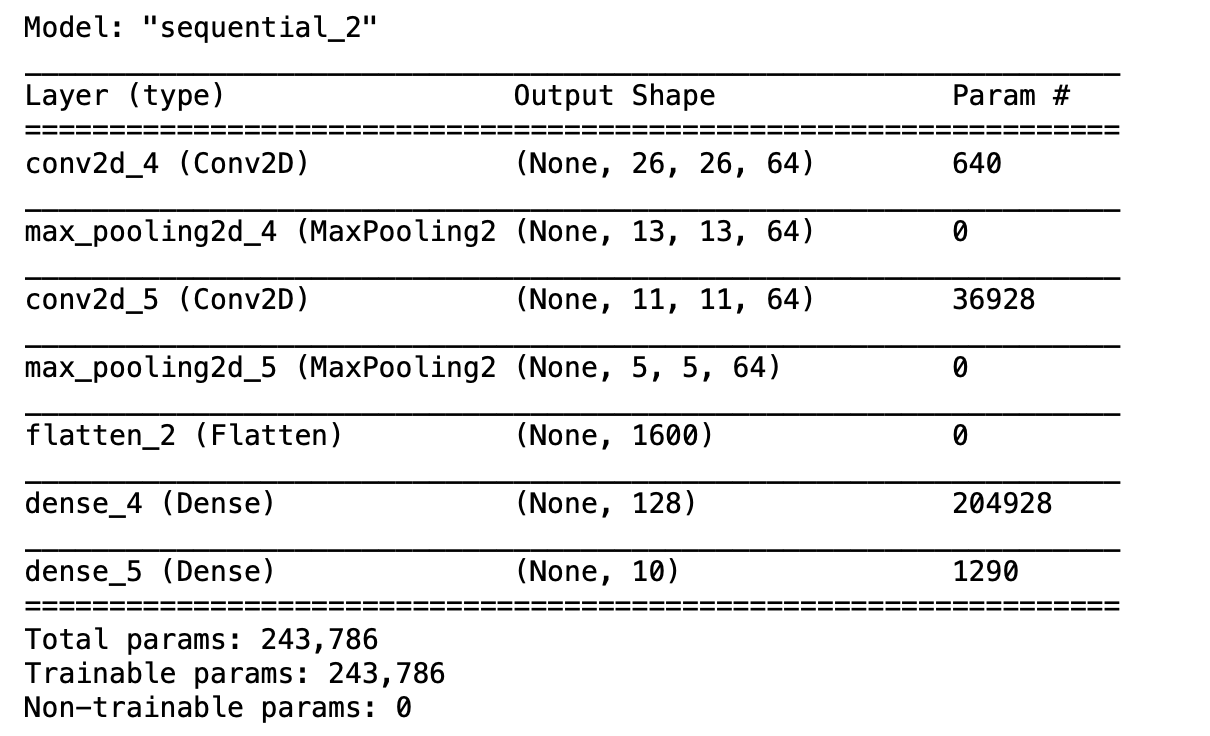 Model: "sequential_2"
Layer (type) Output Shape Param #
conv2d_4 (Conv2D) (None, 26, 26, 64) 640
max_pooling2d_4 (MaxPooling2 (None, 13, 13, 64) 0
conv2d_5 (Conv2D) (None, 11, 11, 64) 36928
max_pooling2d_5 (MaxPooling2 (None, 5, 5, 64) 0
flatten_2 (Flatten) (None, 1600) 0
dense_4 (Dense) (None, 128) 204928
dense_5 (Dense) (None, 10) 1290
Total params: 243,786
Trainable params: 243,786
Non-trainable params: 0